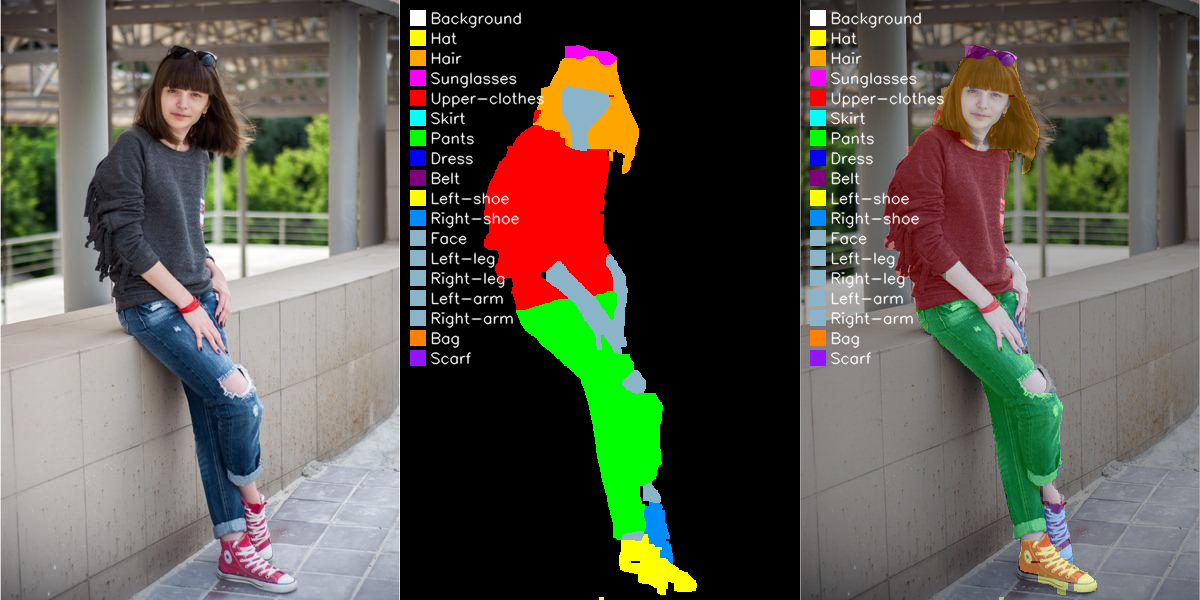 Background
Hat
Hair
Sunglasses
Upper-clothes
Skirt
Pants
Dress
Belt
Left-shoe
Right-shoe
Face
Left-leg
Right-leg
Left-arm
Right-arm
Bag
Scarf
Background
Hat
Hair
Sunglasses
Upper-clothes
Skirt
Pants
Dress
Belt
Left-shoe
Right-shoe
Face
Left-leg
Right-leg
Left-arm
Right-arm
Bag
Scarf